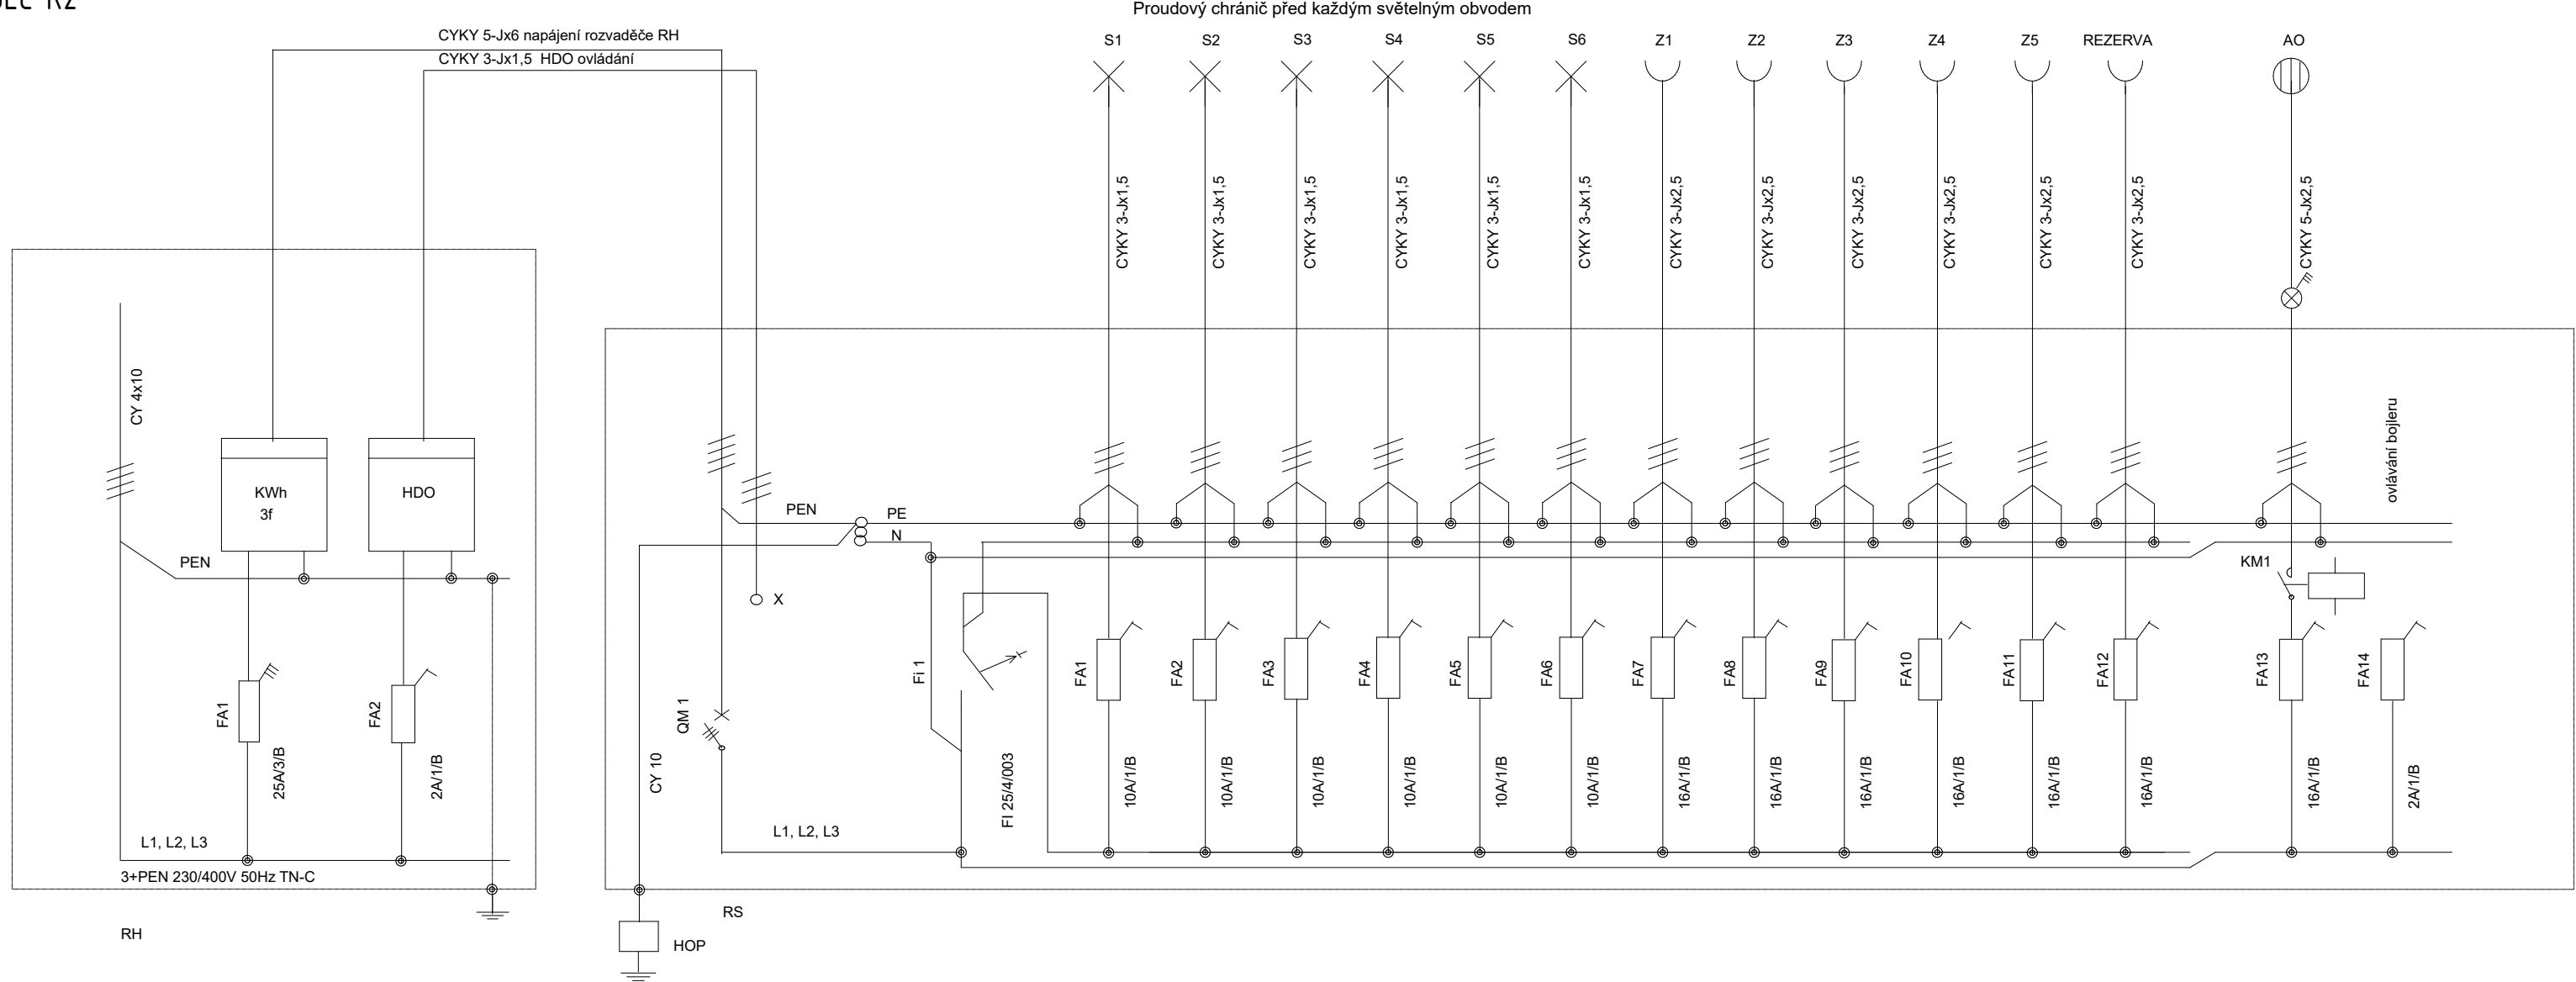 Proudový chránič před každým světelným obvodem
CYKY 5-Jx6 napájení rozvaděče RH
CYKY 3-Jx1,5 HDO ovládání
S1
S2
S3
S4
S5
S6
Z1
Z2
Z3
Z4
Z5
REZERVA
AO
CYKY 3-Jx1,5
CYKY 3-Jx1,5
CYKY 3-Jx1,5
CYKY 3-Jx1,5
CYKY 3-Jx1,5
CYKY 3-Jx1,5
CYKY 3-Jx2,5
CYKY 3-Jx2,5
CYKY 3-Jx2,5
CYKY 3-Jx2,5
CYKY 3-Jx2,5
CYKY 3-Jx2,5
CYKY 5-Jx2,5
CY 4x10
KWh
3f
HDO
PEN
FA1
25A/3/B
FA2
2A/1/B
L1, L2, L3
3+PEN 230/400V 50Hz TN-C
RH
PEN
PE
N
X
ovlávání bojleru
KM1
CY 10
QM 1
Fi 1
FI 25/4/003
L1, L2, L3
FA1
FA2
FA3
FA4
FA5
FA6
FA7
FA8
FA9
FA10
FA11
FA12
FA13
FA14
10A/1/B
10A/1/B
10A/1/B
10A/1/B
10A/1/B
10A/1/B
16A/1/B
16A/1/B
16A/1/B
16A/1/B
16A/1/B
16A/1/B
16A/1/B
2A/1/B
RS
HOP